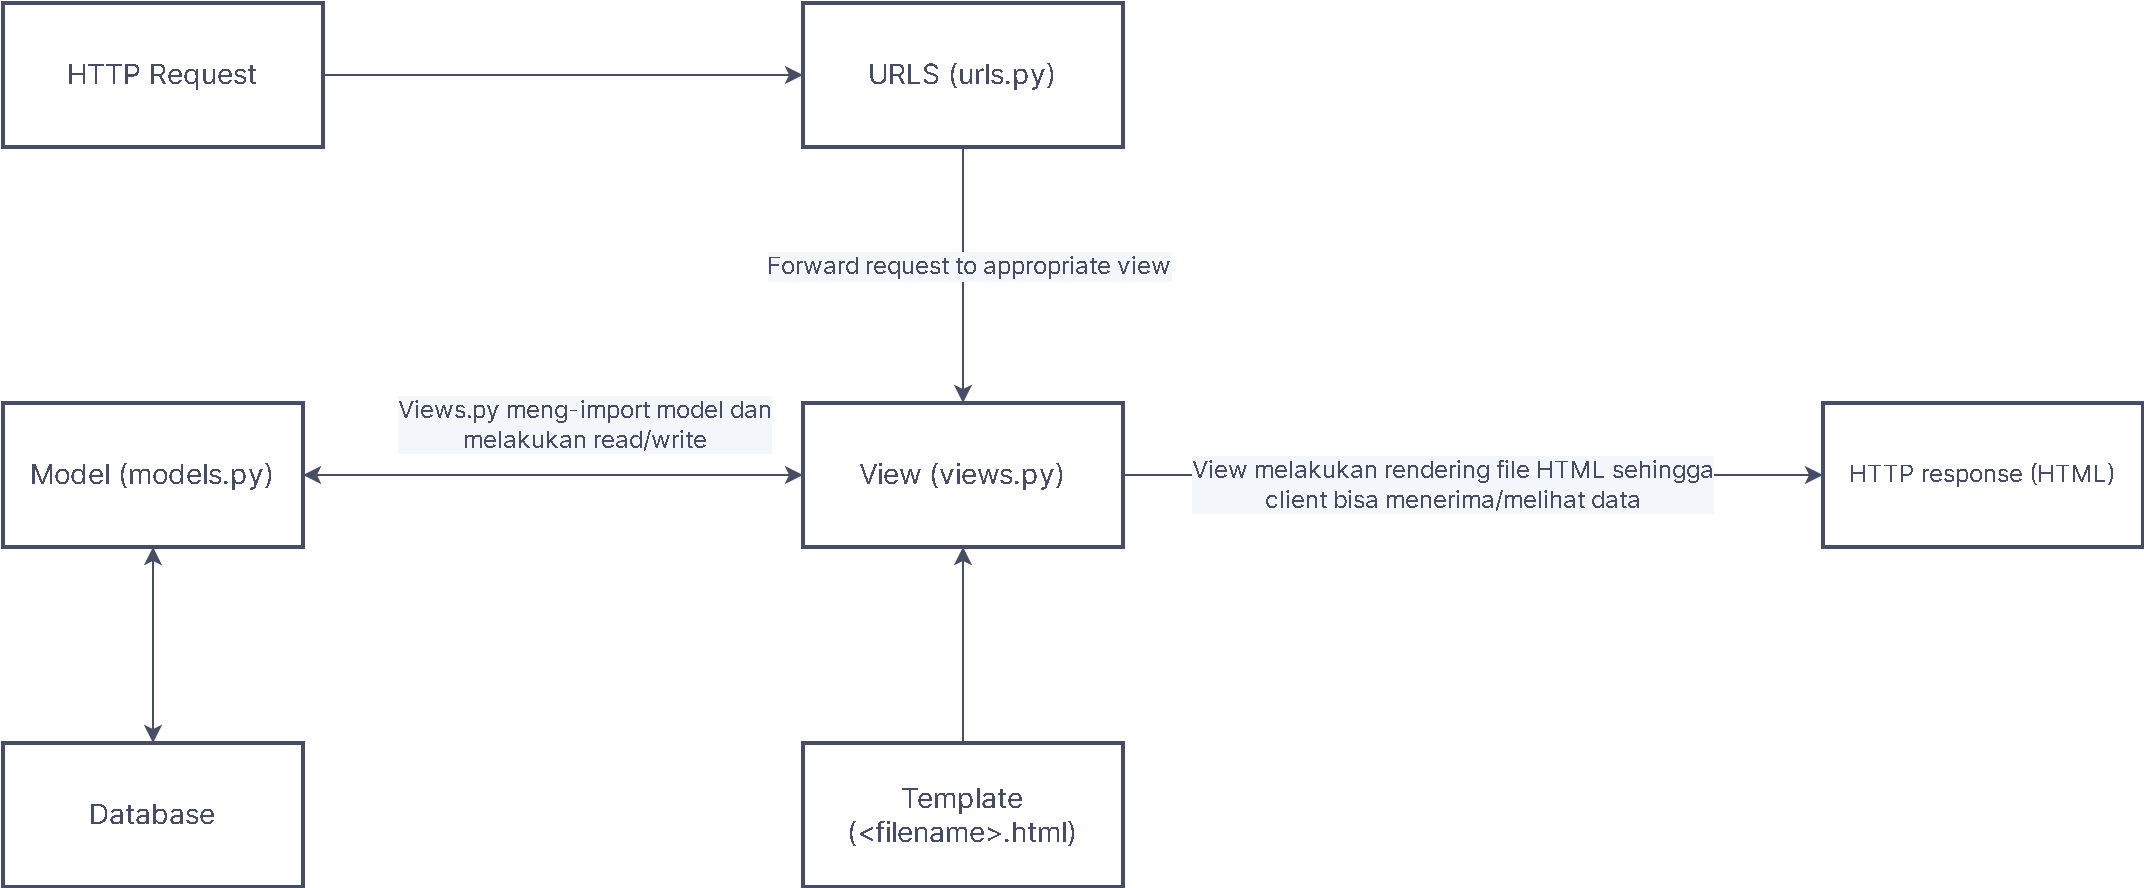 HTTP Request
URLS (urls.py)
Forward request to appropriate view
Views.py meng-import model dan
melakukan read/write
Model (models.py)
View (views.py)
View melakukan rendering file HTML sehingga
client bisa menerima/melihat data
HTTP response (HTML)
Database
Template
(<filename>.html)